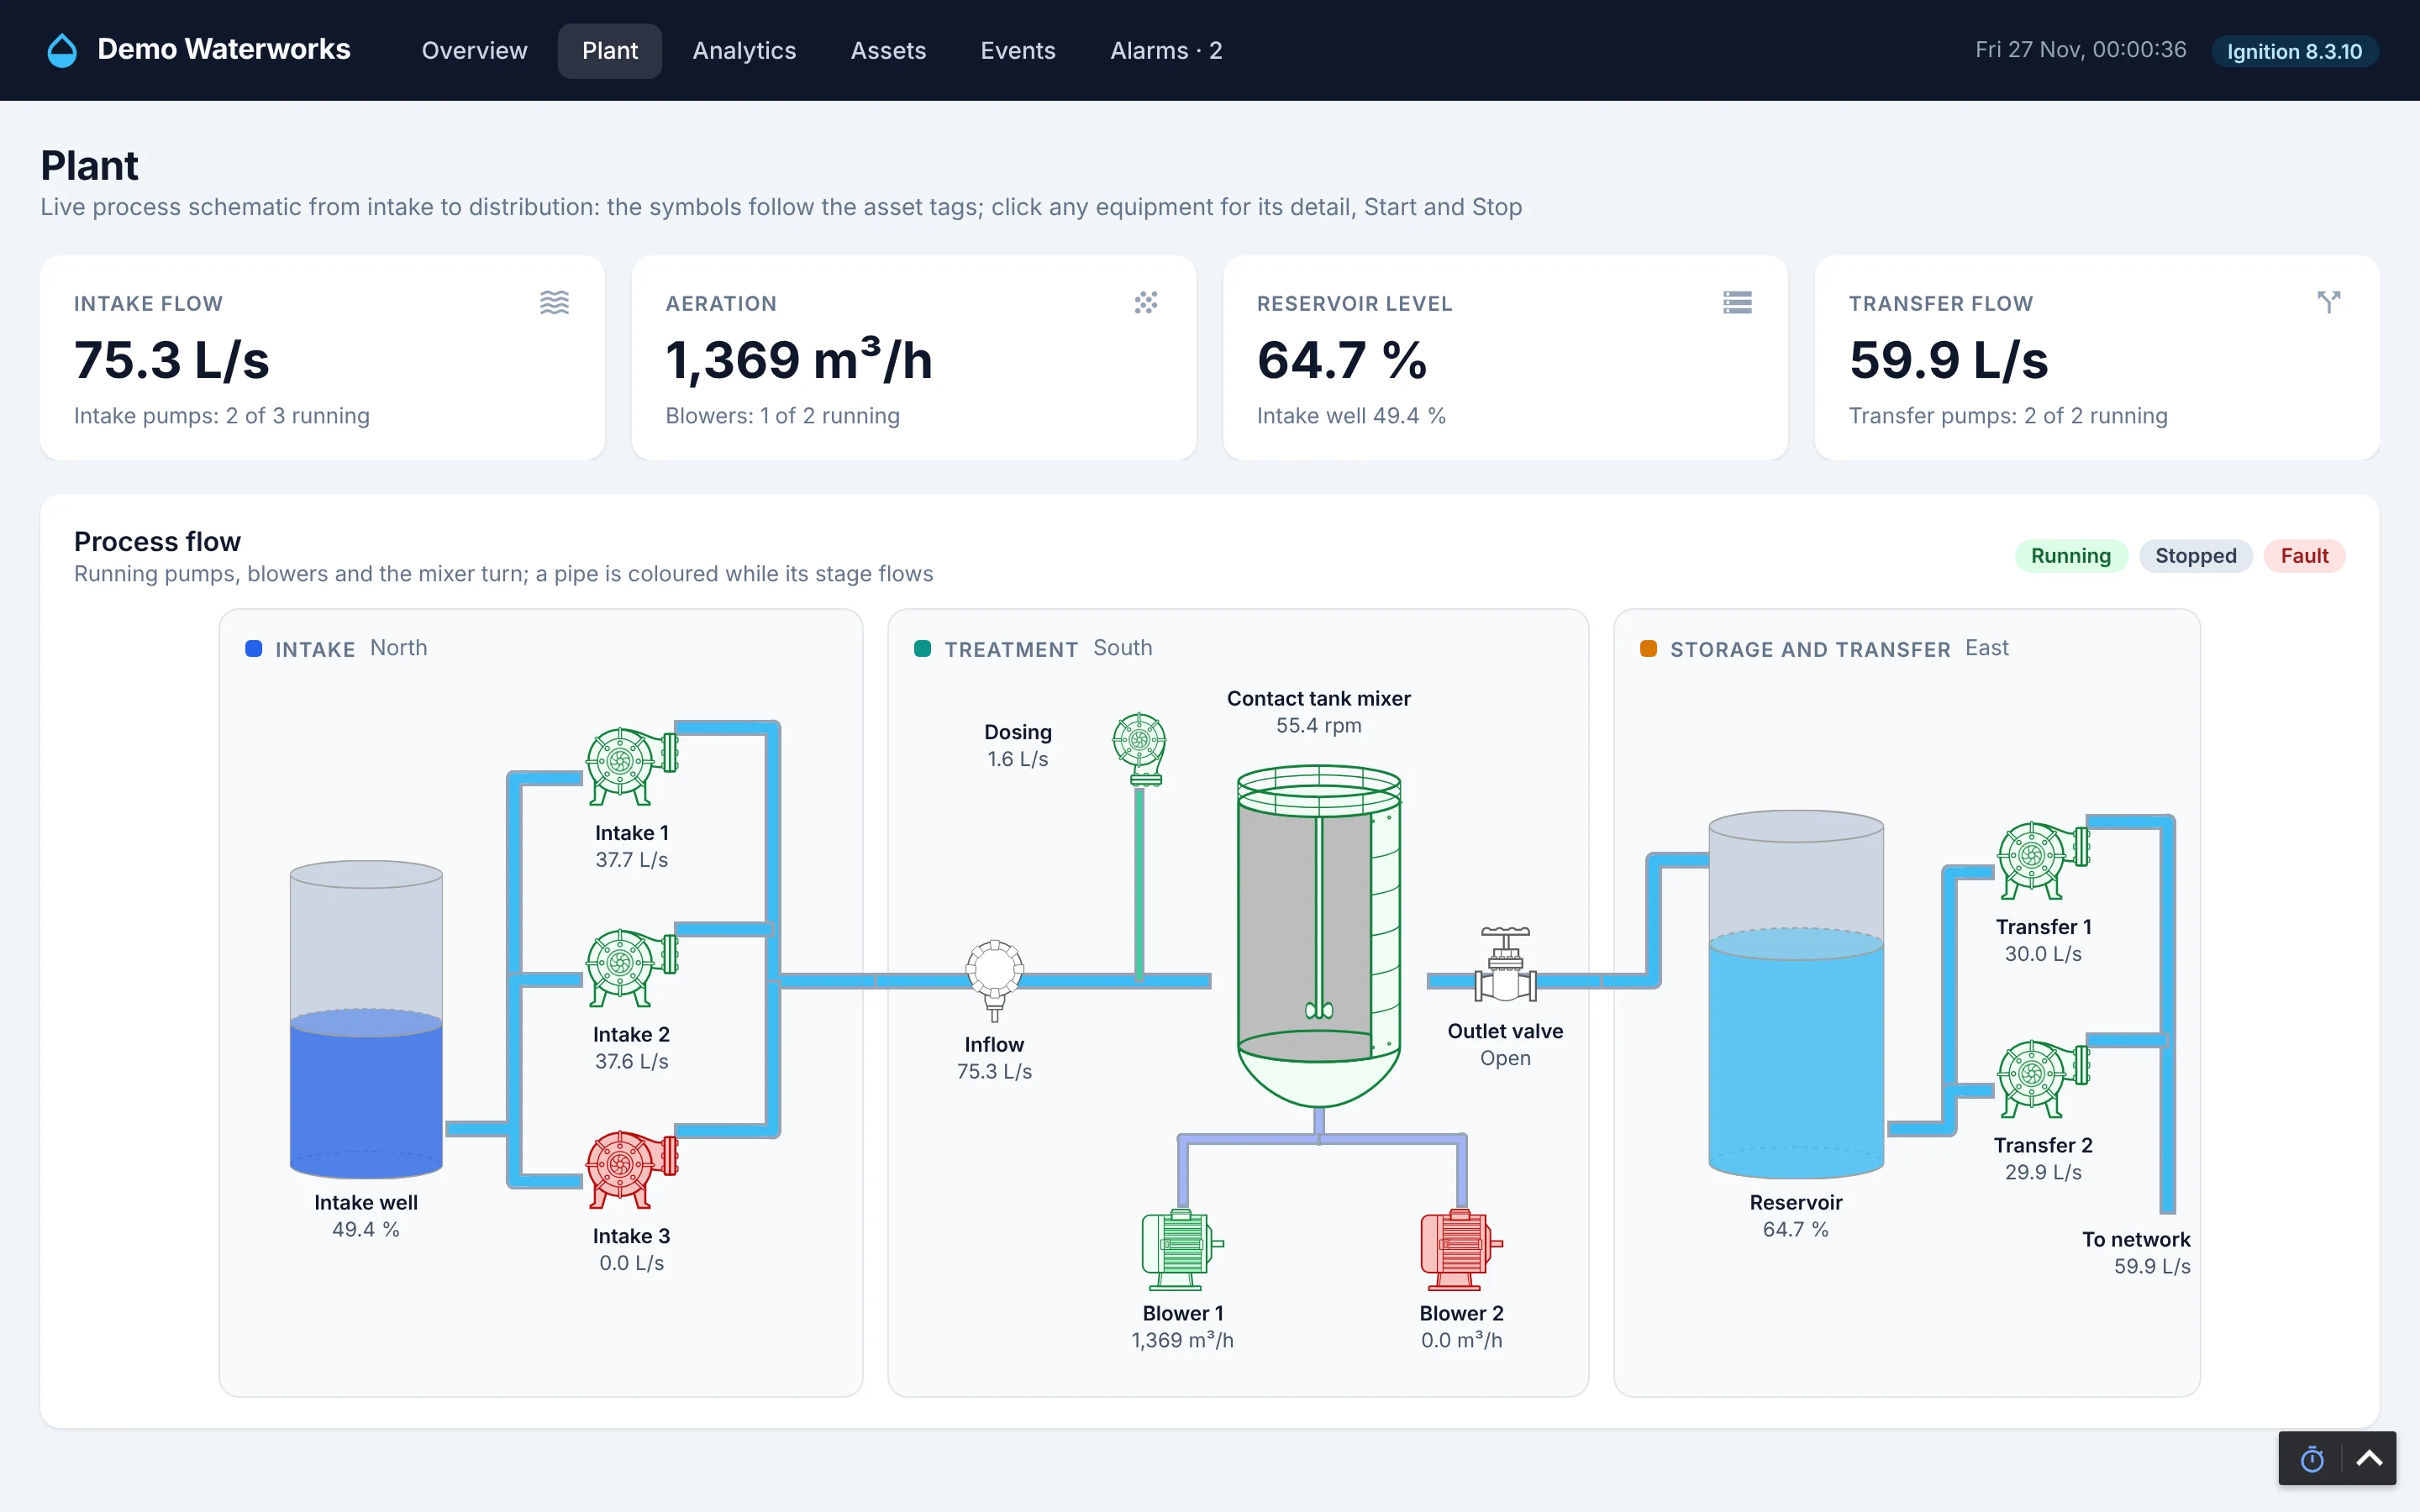 Demo Waterworks
Overview
Plant
Analytics
Assets
Events
Alarms · 2
Fri 27 Nov, 00:00:36
Ignition 8.3.10
Plant
Live process schematic from intake to distribution: the symbols follow the asset tags; click any equipment for its detail, Start and Stop
INTAKE FLOW
75.3 L/s
Intake pumps: 2 of 3 running
AERATION
1,369 m³/h
Blowers: 1 of 2 running
RESERVOIR LEVEL
64.7 %
Intake well 49.4 %
TRANSFER FLOW
59.9 L/s
Transfer pumps: 2 of 2 running
Process flow
Running pumps, blowers and the mixer turn; a pipe is coloured while its stage flows
Running
Stopped
Fault
INTAKE North
Intake 1
37.7 L/s
Intake 2
37.6 L/s
Intake well
49.4 %
Intake 3
0.0 L/s
TREATMENT South
Contact tank mixer
55.4 rpm
Dosing
1.6 L/s
Inflow
75.3 L/s
Outlet valve
Open
Blower 1
1,369 m³/h
Blower 2
0.0 m³/h
STORAGE AND TRANSFER East
Transfer 1
30.0 L/s
Transfer 2
29.9 L/s
Reservoir
64.7 %
To network
59.9 L/s